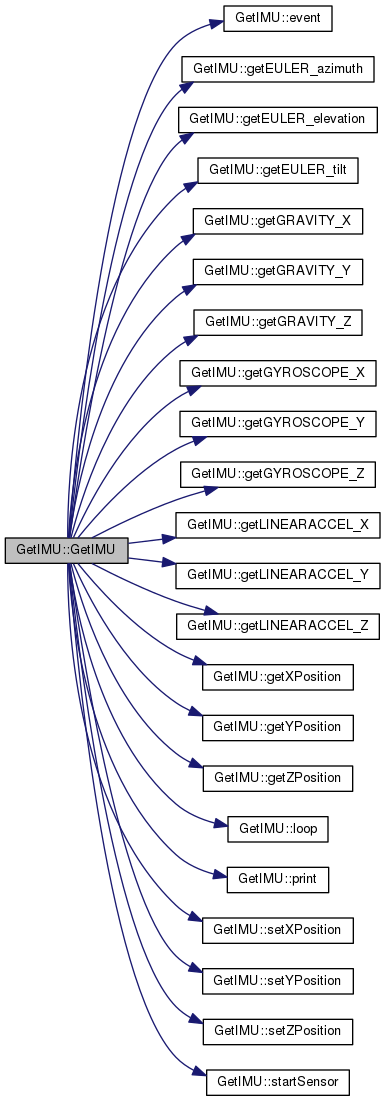 GetIMU::event
GetIMU::getEULER_azimuth
GetIMU::getEULER_elevation
GetIMU::getEULER_tilt
GetIMU::getGRAVITY_X
GetIMU::getGRAVITY_Y
GetIMU::getGRAVITY_Z
GetIMU::getGYROSCOPE_X
GetIMU::getGYROSCOPE_Y
GetIMU::getGYROSCOPE_Z
GetIMU::getLINEARACCEL_X
GetIMU::GetIMU
GetIMU::getLINEARACCEL_Y
GetIMU::getLINEARACCEL_Z
GetIMU::getXPosition
GetIMU::getYPosition
GetIMU::getZPosition
GetIMU::loop
GetIMU::print
GetIMU::setXPosition
GetIMU::setYPosition
GetIMU::setZPosition
GetIMU::startSensor